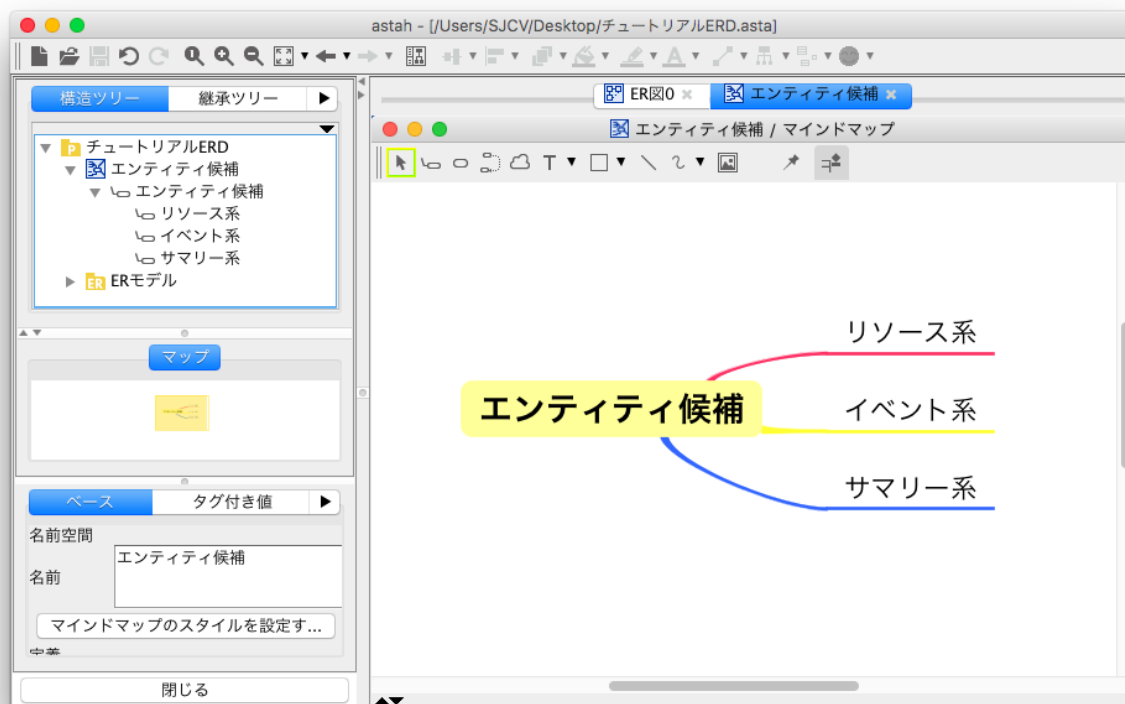 astah - [/Users/SJCV/Desktop/チュートリアルERD.asta]
構造ツリー
継承ツリー
チュートリアルERD
エンティティ候補
エンティティ候補
リソース系
イベント系
サマリー系
ERモデル
マップ
ベース
タグ付き値
名前空間
名前
エンティティ候補
マインドマップのスタイルを設定す...
定義
閉じる
ER図0
エンティティ候補
エンティティ候補 / マインドマップ
T
エンティティ候補
リソース系
イベント系
サマリー系